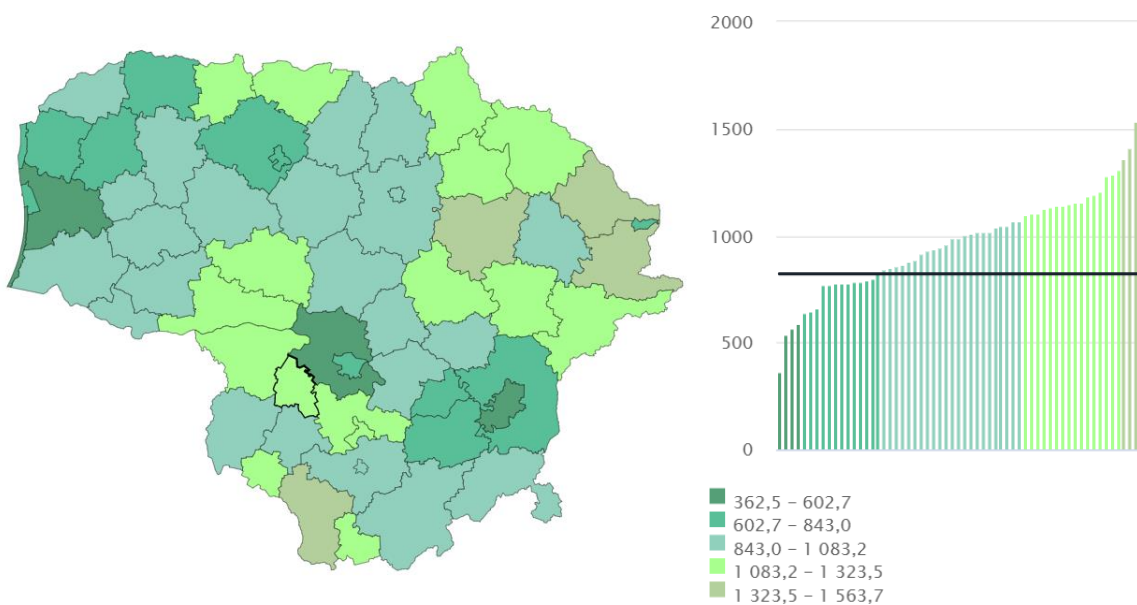 2000
1500
1000
500
0
362,5 – 602,7
602,7 – 843,0
843,0 – 1 083,2
1 083,2 – 1 323,5
1 323,5 – 1 563,7